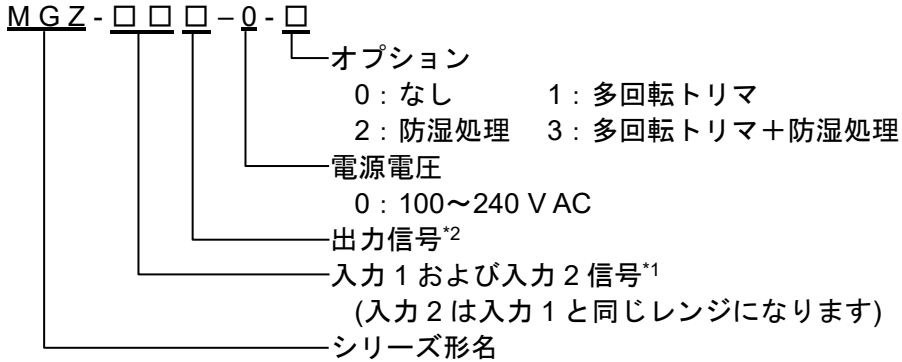 MGZ-□□□–0-□
オプション
0：なし 1：多回転トリマ
2：防湿処理 3：多回転トリマ＋防湿処理
電源電圧
0：100～240 V AC
出力信号*2
入力 1 および入力 2 信号*1
(入力 2 は入力 1 と同じレンジになります)
シリーズ形名